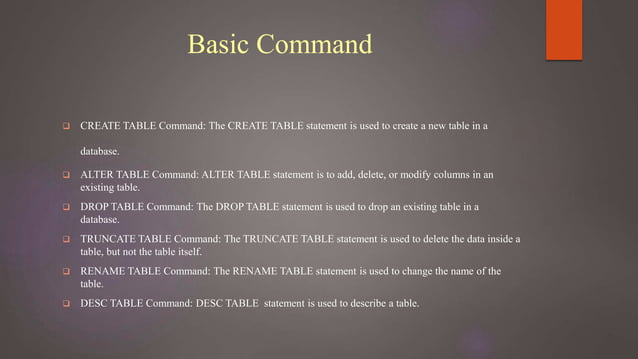 Basic Command
CREATE TABLE Command: The CREATE TABLE statement is used to create a new table in a
database.
ALTER TABLE Command: ALTER TABLE statement is to add, delete, or modify columns in an
existing table.
DROP TABLE Command: The DROP TABLE statement is used to drop an existing table in a
database.
TRUNCATE TABLE Command: The TRUNCATE TABLE statement is used to delete the data inside a
table, but not the table itself.
RENAME TABLE Command: The RENAME TABLE statement is used to change the name of the
table.
DESC TABLE Command: DESC TABLE  statement is used to describe a table.